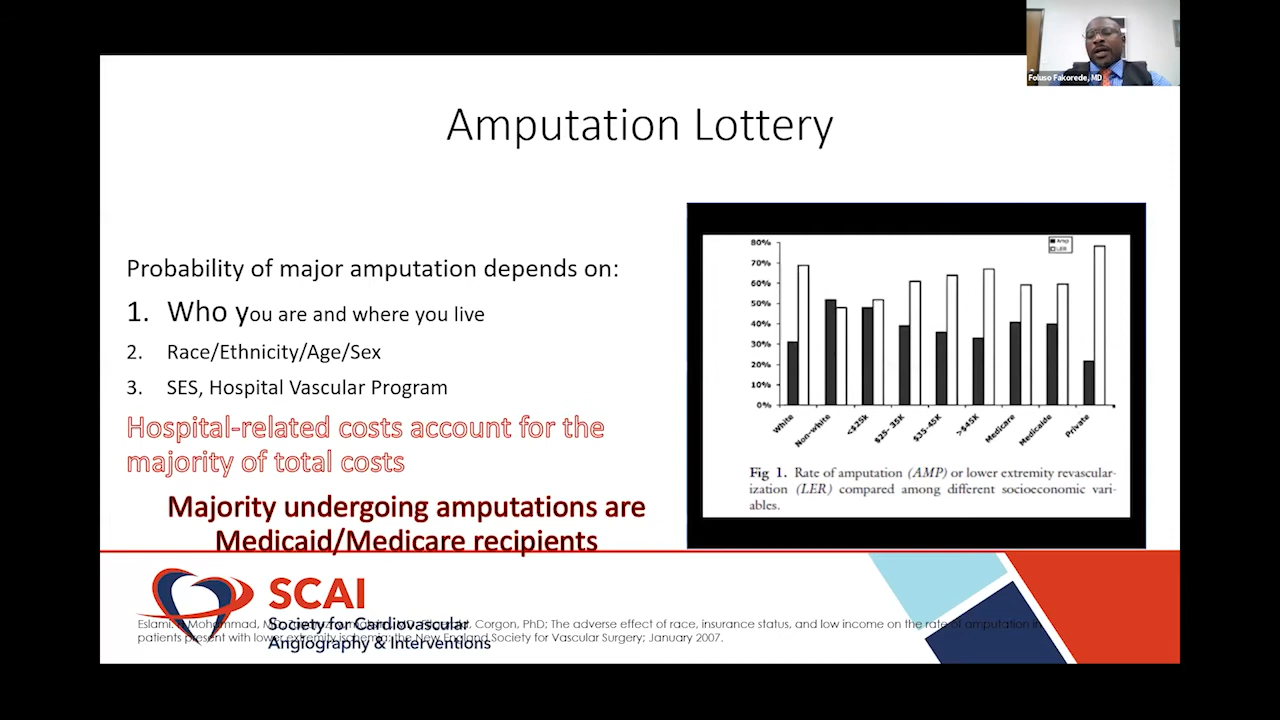 Foluso Fakorede, MD
Amputation Lottery
Probability of major amputation depends on:
1. Who you are and where you live
2. Race/Ethnicity/Age/Sex
3. SES, Hospital Vascular Program
Hospital-related costs account for the
majority of total costs
Majority undergoing amputations are
Medicaid/Medicare recipients
Amp
LER
80%
70%
60%
50%
40%
30%
20%
10%
0%
White
Non-white
<$25k
$25- 35K
$35-45K
>$45K
Medicare
Medicaide
Private
Fig 1. Rate of amputation (AMP) or lower extremity revascular-
ization (LER) compared among different socioeconomic vari-
ables.
SCAI
Society for Cardiovascular
Angiography & Interventions
Eslami. Mohammad, Corgon, PhD; The adverse effect of race, insurance status, and low income on the rate of amputation in
patients present with lower extremity ischemia; the New England Society for Vascular Surgery; January 2007.